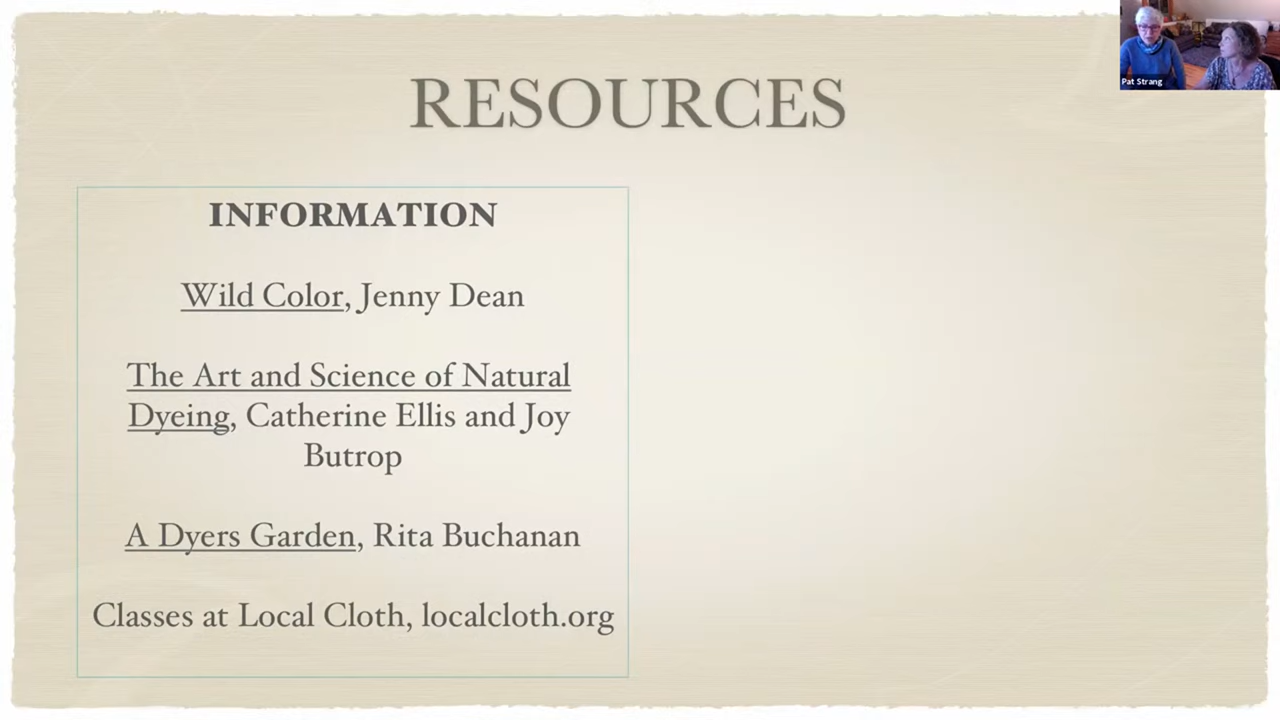 RESOURCES
INFORMATION
Wild Color, Jenny Dean
The Art and Science of Natural
Dyeing, Catherine Ellis and Joy
Butrop
A Dyers Garden, Rita Buchanan
Classes at Local Cloth, localcloth.org
Pat Strang